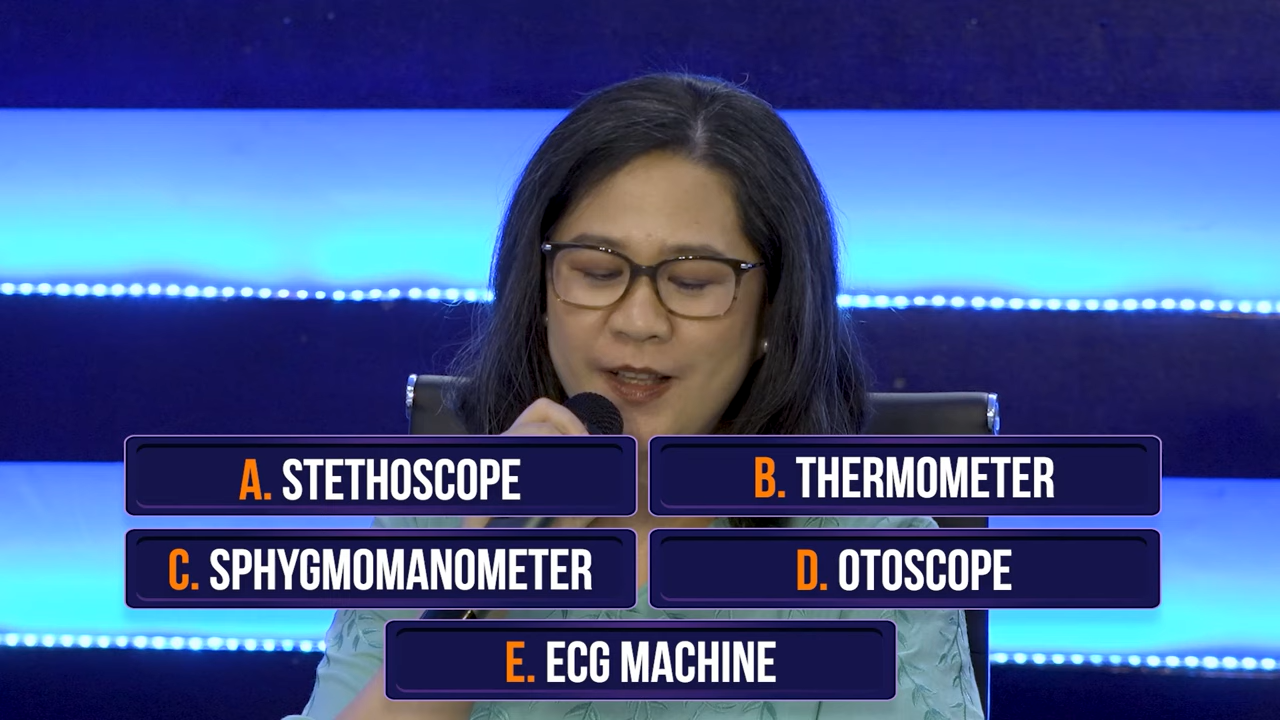 A. STETHOSCOPE
B. THERMOMETER
C. SPHYGMOMANOMETER
D. OTOSCOPE
E. ECG MACHINE